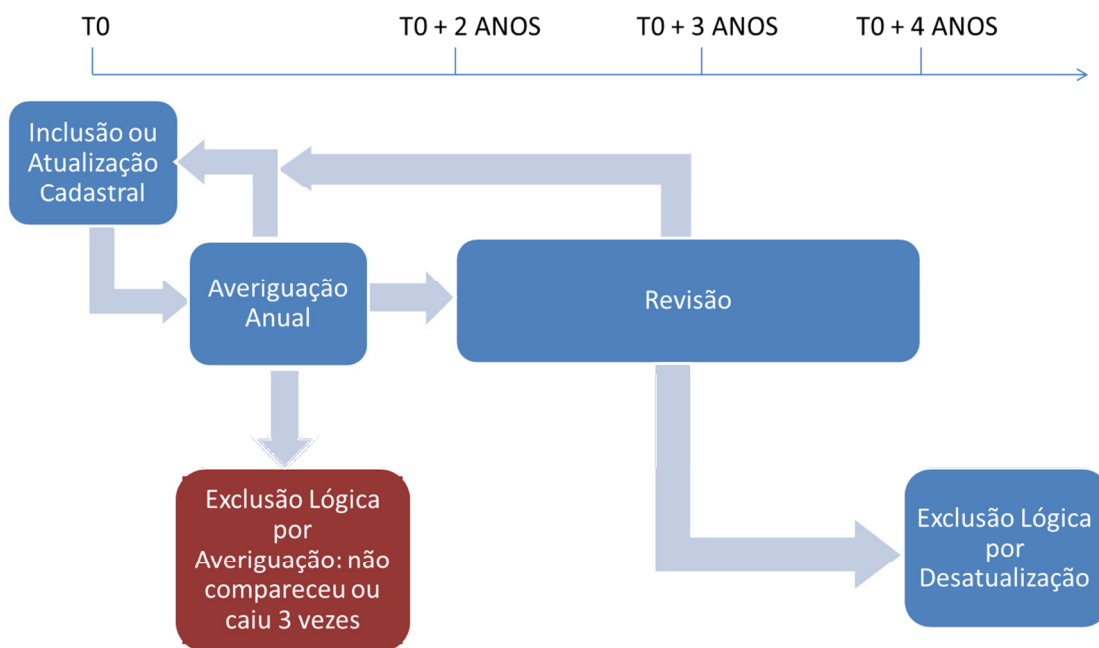 T0
T0 + 2 ANOS
T0 + 3 ANOS
T0 + 4 ANOS
Inclusão ou
Atualização
Cadastral
Averiguação
Anual
Revisão
Exclusão Lógica
por
Averiguação: não
compareceu ou
caiu 3 vezes
Exclusão Lógica
por
Desatualização